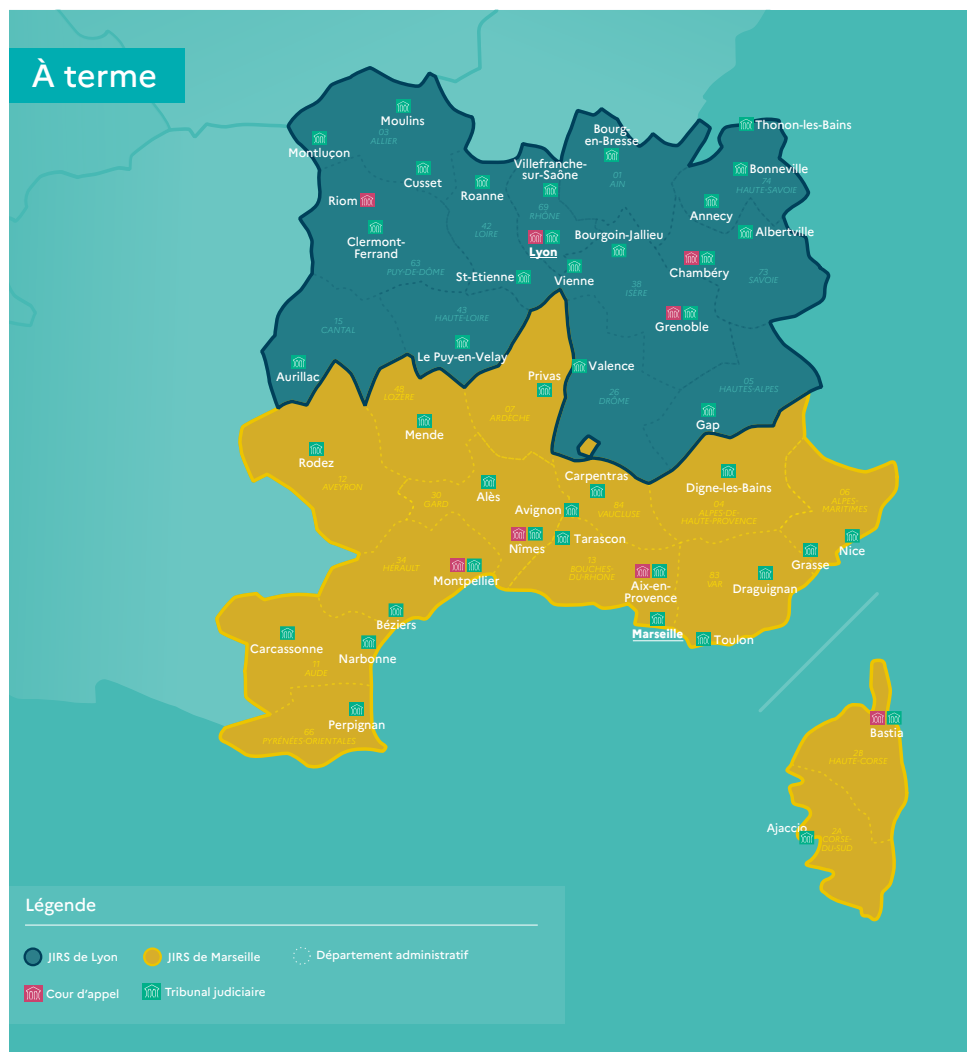 À terme
Moulins
03
ALLIER
Montluçon
Cusset
Riom
Clermont-
Ferrand
63
PUY-DE-DÔME
Roanne
42
LOIRE
Villefranche-
sur-Saône
69
RHÔNE
Lyon
Bourg-
en-Bresse
01
AIN
Bourgoin-Jallieu
St-Etienne
Vienne
38
ISÈRE
Thonon-les-Bains
Bonneville
74
HAUTE-SAVOIE
Annecy
Albertville
Chambéry
73
SAVOIE
Grenoble
15
CANTAL
Aurillac
43
HAUTE-LOIRE
Le Puy-en-Velay
Valence
26
DRÔME
05
HAUTES-ALPES
Gap
Privas
07
ARDÈCHE
48
LOZÈRE
Mende
Rodez
12
AVEYRON
30
GARD
Alès
Carpentras
Avignon
84
VAUCLUSE
Digne-les-Bains
04
ALPES-DE-
HAUTE-PROVENCE
06
ALPES-
MARITIMES
Nîmes
Tarascon
Nice
Grasse
34
HÉRAULT
Montpellier
13
BOUCHES-
DU-RHÔNE
Aix-en-
Provence
83
VAR
Draguignan
Marseille
Toulon
Béziers
Carcassonne
Narbonne
11
AUDE
Perpignan
66
PYRÉNÉES-ORIENTALES
Bastia
2B
HAUTE-CORSE
Ajaccio
2A
CORSE-
DU-SUD
Légende
JIRS de Lyon
JIRS de Marseille
Département administratif
Cour d'appel
Tribunal judiciaire